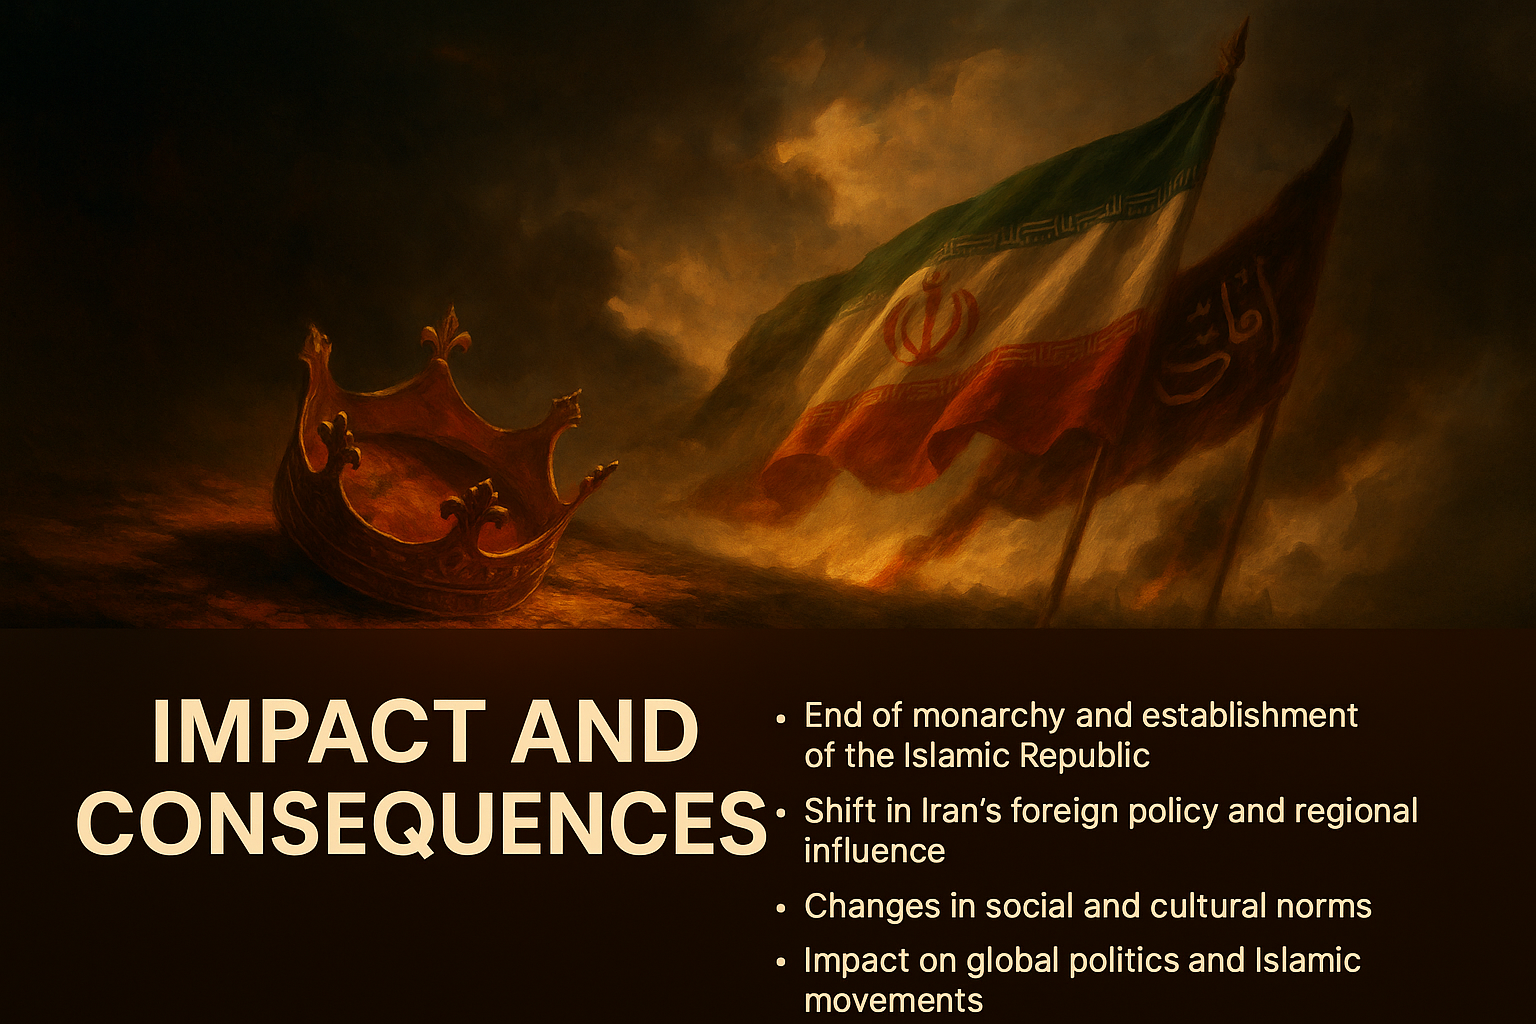 IMPACT AND
CONSEQUENCES
• End of monarchy and establishment
of the Islamic Republic
• Shift in Iran’s foreign policy and regional
influence
• Changes in social and cultural norms
• Impact on global politics and Islamic
movements